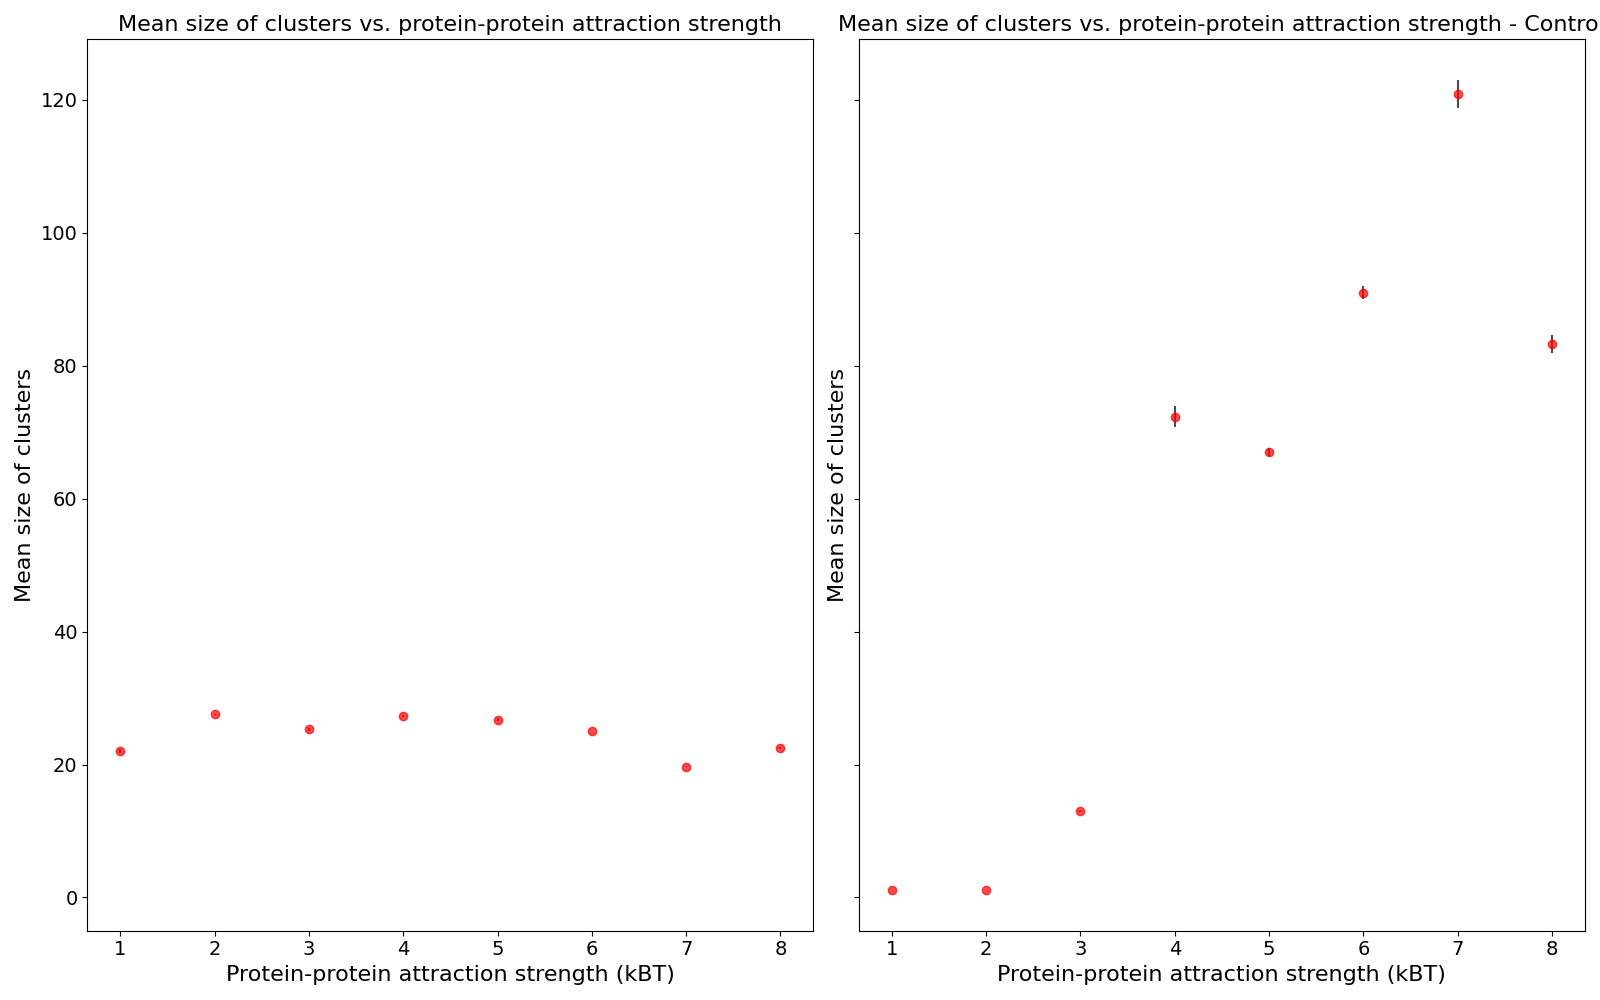 Mean size of clusters vs. protein-protein attraction strength
Mean size of clusters
120
100
80
60
40
20
0
1 2 3 4 5 6 7 8
Protein-protein attraction strength (kBT)
Mean size of clusters vs. protein-protein attraction strength - Contro
Mean size of clusters
1 2 3 4 5 6 7 8
Protein-protein attraction strength (kBT)